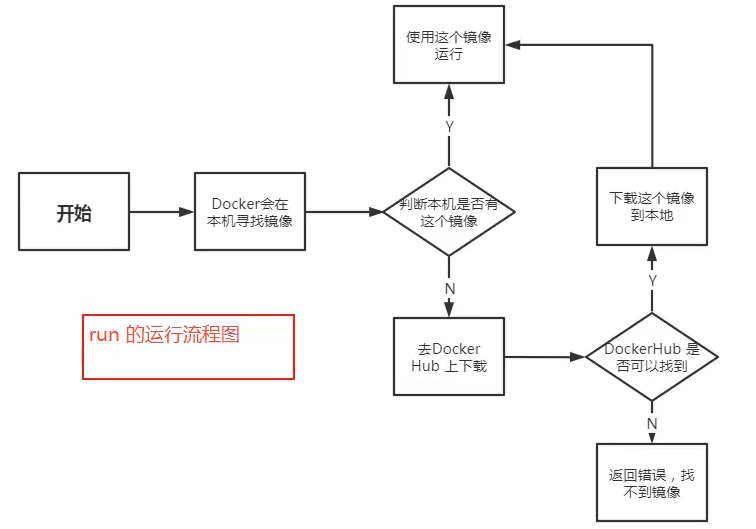 使用这个镜像
运行
Y
开始
Docker会在
本机寻找镜像
判断本机是否有
这个镜像
下载这个镜像
到本地
N
Y
run 的运行流程图
去Docker
Hub 上下载
DockerHub 是
否可以找到
N
返回错误，找
不到镜像